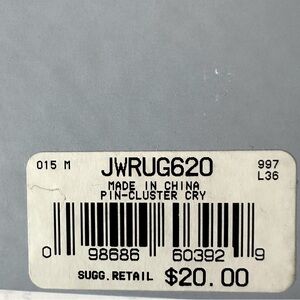 015 M JWRUG620 997
L36
MADE IN CHINA
PIN-CLUSTER CRY
0 98686 60392 9
SUGG. RETAIL $20.00